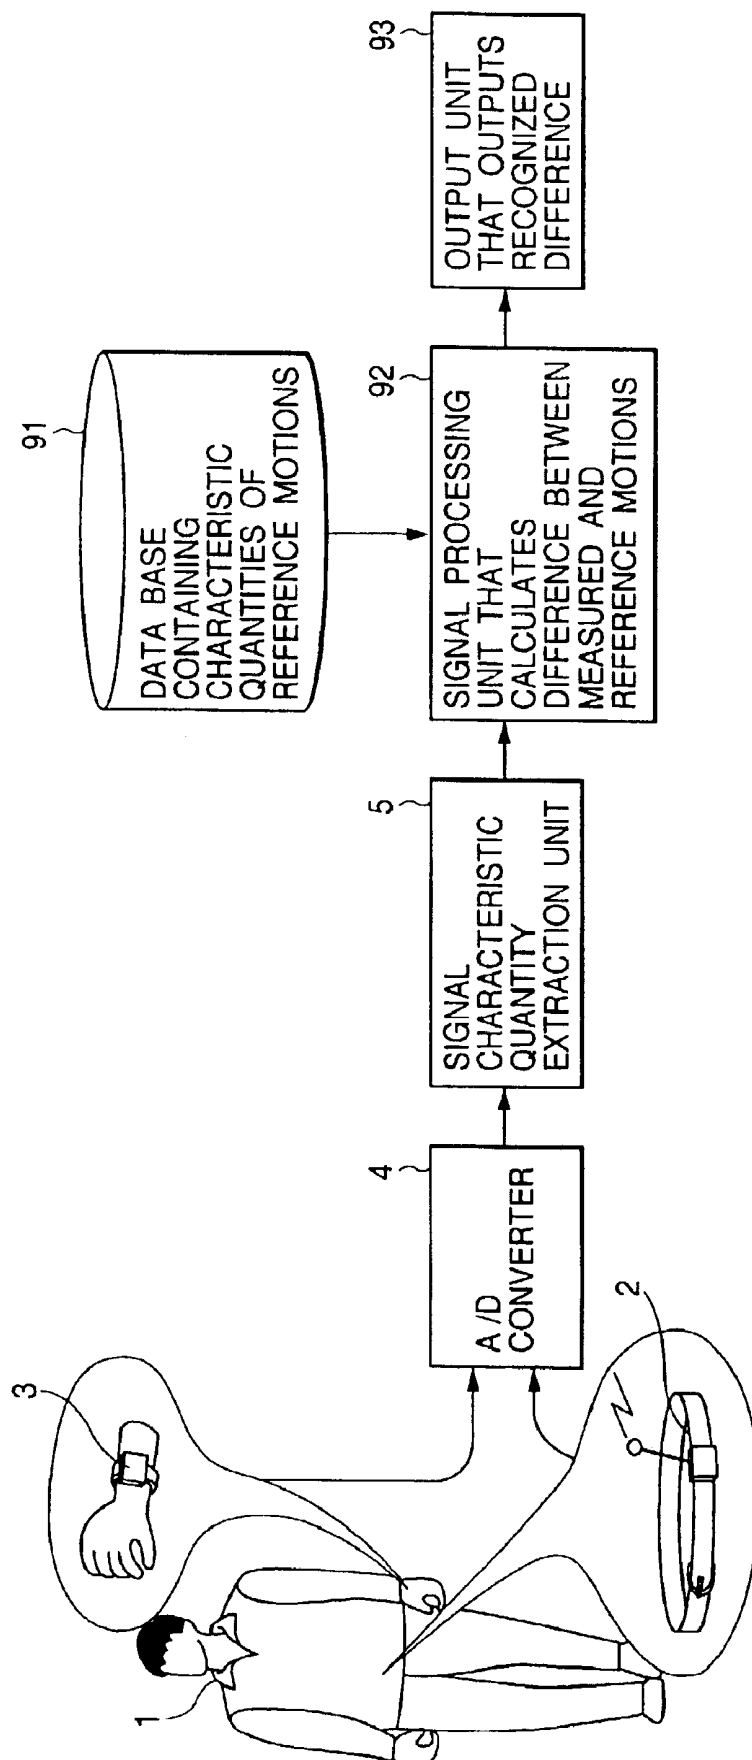 1
3
2
4
A/D
CONVERTER
5
SIGNAL
CHARACTERISTIC
QUANTITY
EXTRACTION UNIT
91
DATA BASE
CONTAINING
CHARACTERISTIC
QUANTITIES OF
REFERENCE MOTIONS
92
SIGNAL PROCESSING
UNIT THAT
CALCULATES
DIFFERENCE BETWEEN
MEASURED AND
REFERENCE MOTIONS
93
OUTPUT UNIT
THAT OUTPUTS
RECOGNIZED
DIFFERENCE